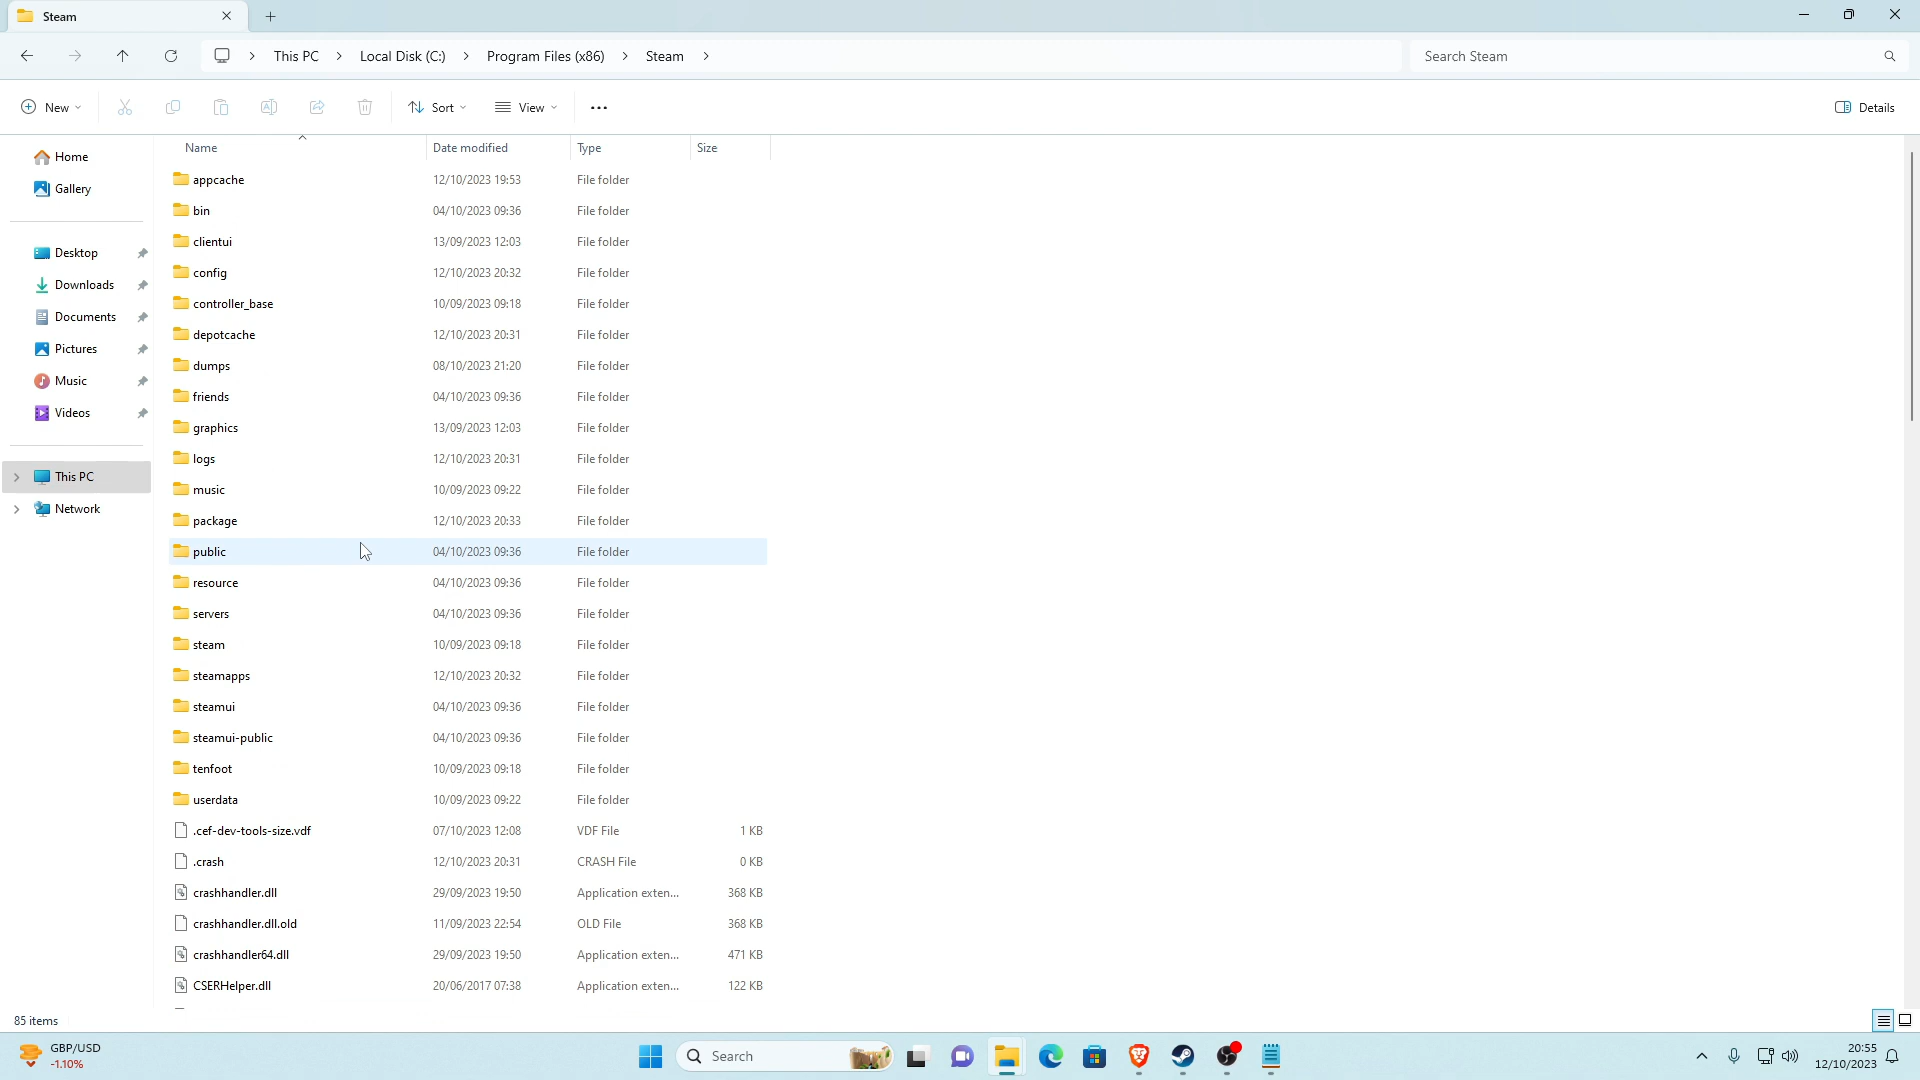 Steam
This PC > Local Disk (C:) > Program Files (x86) > Steam >
Search Steam
New
Sort
View
Details
Home
Gallery
Desktop
Downloads
Documents
Pictures
Music
Videos
This PC
Network
Name Date modified Type Size
appcache 12/10/2023 19:53 File folder
bin 04/10/2023 09:36 File folder
clientui 13/09/2023 12:03 File folder
config 12/10/2023 20:32 File folder
controller_base 10/09/2023 09:18 File folder
depotcache 12/10/2023 20:31 File folder
dumps 08/10/2023 21:20 File folder
friends 04/10/2023 09:36 File folder
graphics 13/09/2023 12:03 File folder
logs 12/10/2023 20:31 File folder
music 10/09/2023 09:22 File folder
package 12/10/2023 20:33 File folder
public 04/10/2023 09:36 File folder
resource 04/10/2023 09:36 File folder
servers 04/10/2023 09:36 File folder
steam 10/09/2023 09:18 File folder
steamapps 12/10/2023 20:32 File folder
steamui 04/10/2023 09:36 File folder
steamui-public 04/10/2023 09:36 File folder
tenfoot 10/09/2023 09:18 File folder
userdata 10/09/2023 09:22 File folder
.cef-dev-tools-size.vdf 07/10/2023 12:08 VDF File 1 KB
.crash 12/10/2023 20:31 CRASH File 0 KB
crashhandler.dll 29/09/2023 19:50 Application exten... 368 KB
crashhandler.dll.old 11/09/2023 22:54 OLD File 368 KB
crashhandler64.dll 29/09/2023 19:50 Application exten... 471 KB
CSERHelper.dll 20/06/2017 07:38 Application exten... 122 KB
85 items
GBP/USD
-1.10%
Search
20:55
12/10/2023